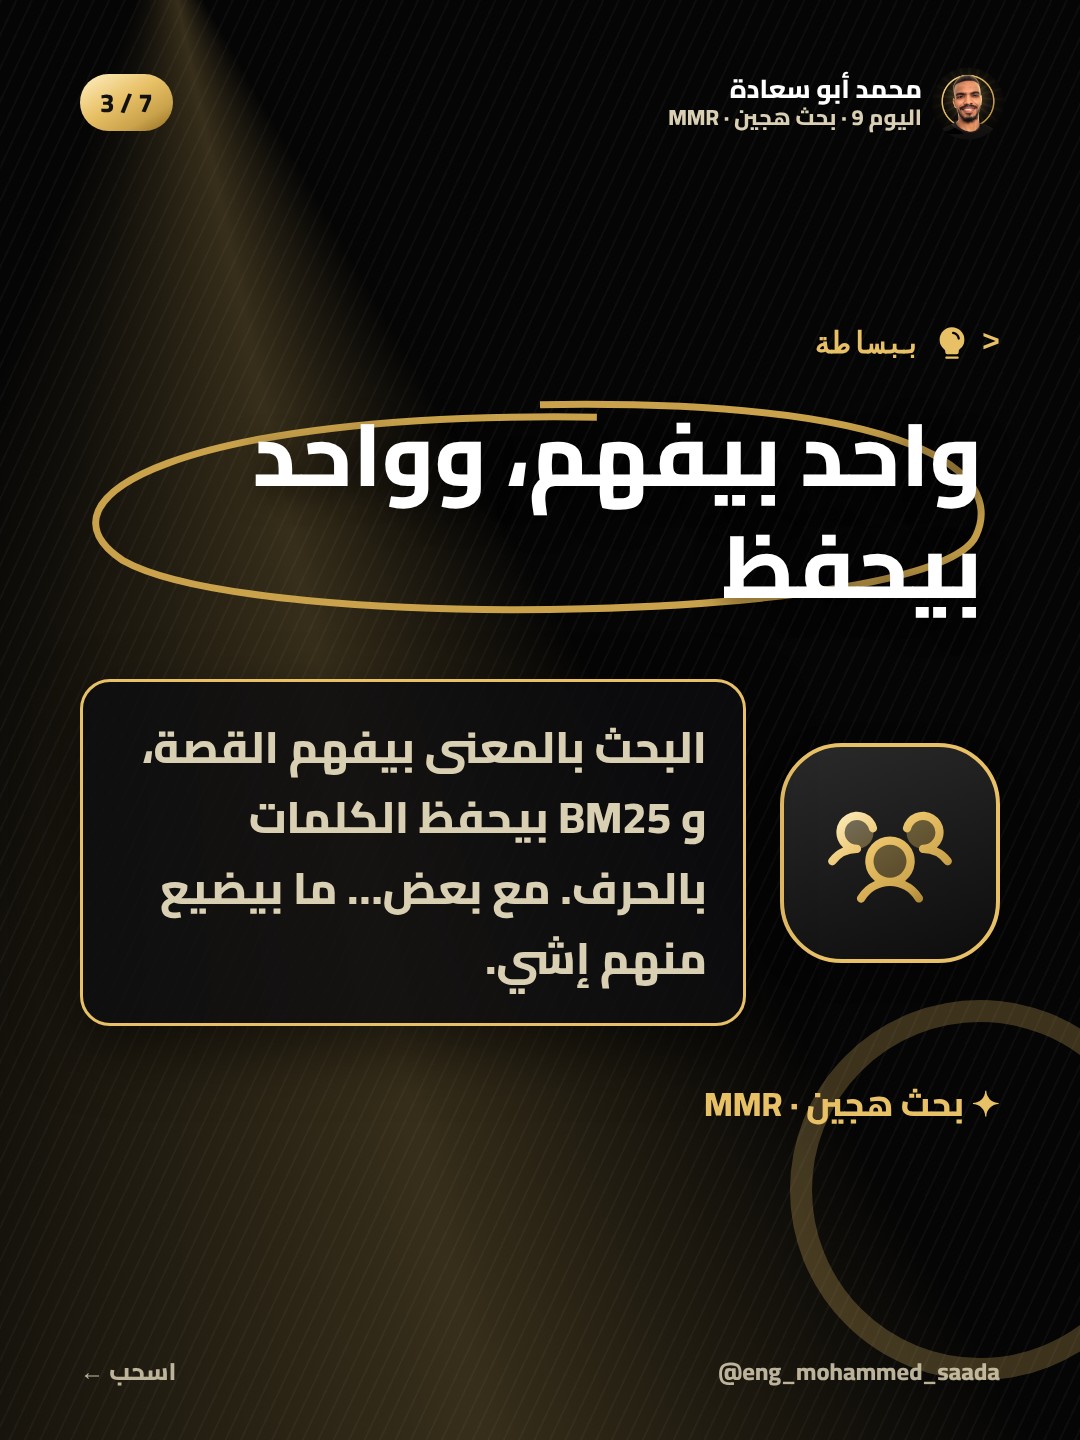 محمد أبو سعادة
اليوم 9 · بحث هجين · MMR
3 / 7
> ببساطة
واحد بيفهم، وواحد
بيحفظ
البحث بالمعنى بيفهم القصة،
و BM25 بيحفظ الكلمات
بالحرف. مع بعض... ما بيضيع
منهم إشي.
✦ بحث هجين · MMR
@eng_mohammed_saada
اسحب ←